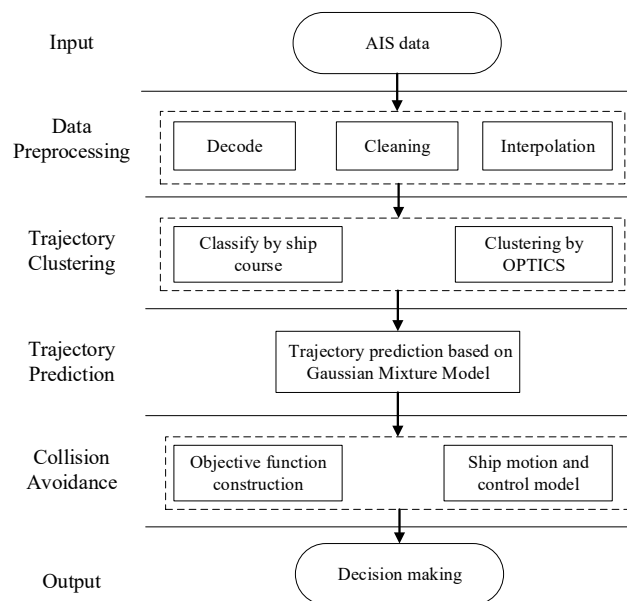 Input
AIS data
Data
Preprocessing
Decode
Cleaning
Interpolation
Trajectory
Clustering
Classify by ship
course
Clustering by
OPTICS
Trajectory
Prediction
Trajectory prediction based on
Gaussian Mixture Model
Collision
Avoidance
Objective function
construction
Ship motion and
control model
Output
Decision making